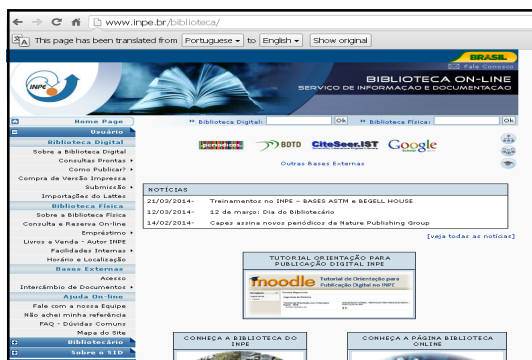 www.inpe.br/biblioteca/
This page has been translated from Portuguese to English Show original
BRASIL
Fale Conosco
INPE
BIBLIOTECA ON-LINE
SERVIÇO DE INFORMAÇÃO E DOCUMENTAÇÃO
Home Page
Biblioteca Digital: Ok Biblioteca Física: Ok
Usuário
Biblioteca Digital
Sobre a Biblioteca Digital
Consultas Prontas
Como Publicar?
Compra de Versão Impressa
Submissão
Importações do Lattes
Biblioteca Física
Sobre a Biblioteca Física
Consulta e Reserva On-line
Empréstimo
Livros a Venda - Autor INPE
Facilidades Internas
Horário e Localização
Bases Externas
Acesso
Intercâmbio de Documentos
Ajuda On-line
Fale com a nossa Equipe
Não achei minha referência
FAQ - Dúvidas Comuns
Mapa do Site
Bibliotecário
Sobre o SID
.periodicos. BDTD CiteSeer.IST Google
Outras Bases Externas
NOTÍCIAS
21/03/2014- Treinamentos no INPE – BASES ASTM e BEGELL HOUSE
12/03/2014- 12 de março: Dia do Bibliotecário
14/02/2014- Capes assina novos periódicos da Nature Publishing Group
[veja todas as notícias]
TUTORIAL ORIENTAÇÃO PARA
PUBLICAÇÃO DIGITAL INPE
moodle Tutorial de Orientação para
Publicação Digital no INPE
CONHEÇA A BIBLIOTECA DO
INPE
CONHEÇA A PÁGINA BIBLIOTECA
ONLINE